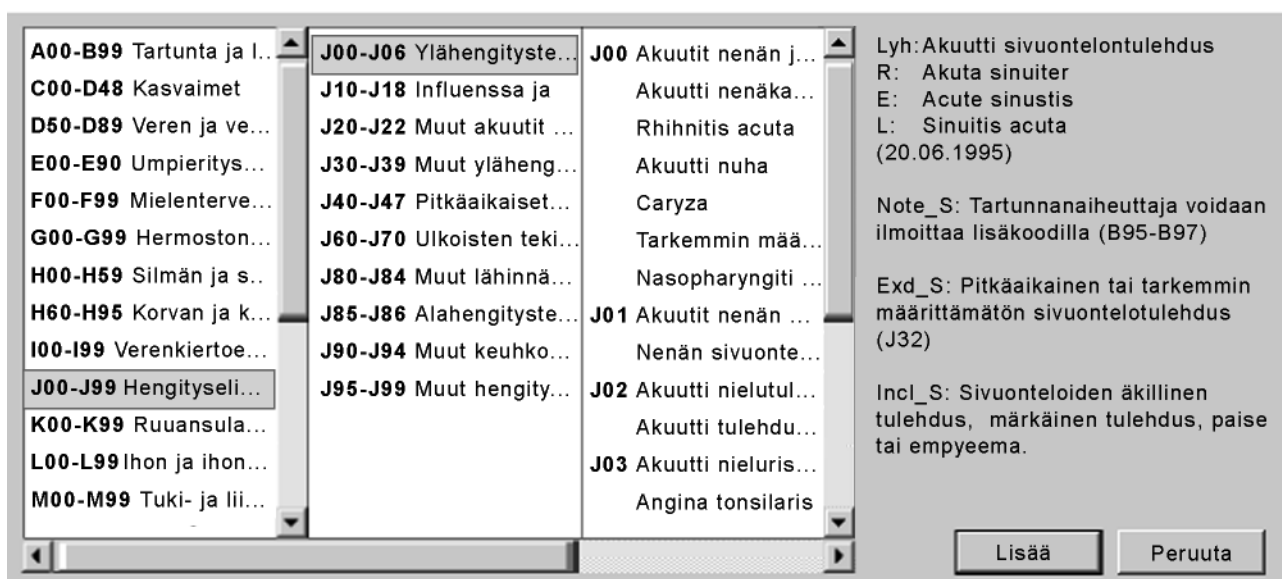 A00-B99 Tartunta ja l..
C00-D48 Kasvaimet
D50-D89 Veren ja ve...
E00-E90 Umpieritys...
F00-F99 Mielenterve...
G00-G99 Hermoston...
H00-H59 Silmän ja s..
H60-H95 Korvan ja k...
I00-I99 Verenkiertoe...
J00-J99 Hengityseli...
K00-K99 Ruuansula...
L00-L99 Ihon ja ihon...
M00-M99 Tuki- ja lii...
J00-J06 Ylähengityste...
J10-J18 Influenssa ja
J20-J22 Muut akuutit ...
J30-J39 Muut yläheng...
J40-J47 Pitkäaikaiset...
J60-J70 Ulkoisten teki...
J80-J84 Muut lähinnä...
J85-J86 Alahengityste...
J90-J94 Muut keuhko...
J95-J99 Muut hengity...
J00 Akuutit nenän j...
Akuutti nenäka...
Rhihnitis acuta
Akuutti nuha
Caryza
Tarkemmin mää...
Nasopharyngiti ...
J01 Akuutit nenän ...
Nenän sivuonte...
J02 Akuutti nielutul...
Akuutti tulehdu...
J03 Akuutti nieluris...
Angina tonsilaris
Lyh: Akuutti sivuontelontulehdus
R: Akuta sinuiter
E: Acute sinustis
L: Sinuitis acuta
(20.06.1995)
Note_S: Tartunnanaiheuttaja voidaan
ilmoittaa lisäkoodilla (B95-B97)
Exd_S: Pitkäaikainen tai tarkemmin
määrittämätön sivuontelotulehdus
(J32)
Incl_S: Sivuonteloiden äkillinen
tulehdus, märkäinen tulehdus, paise
tai empyeema.
Lisää
Peruuta